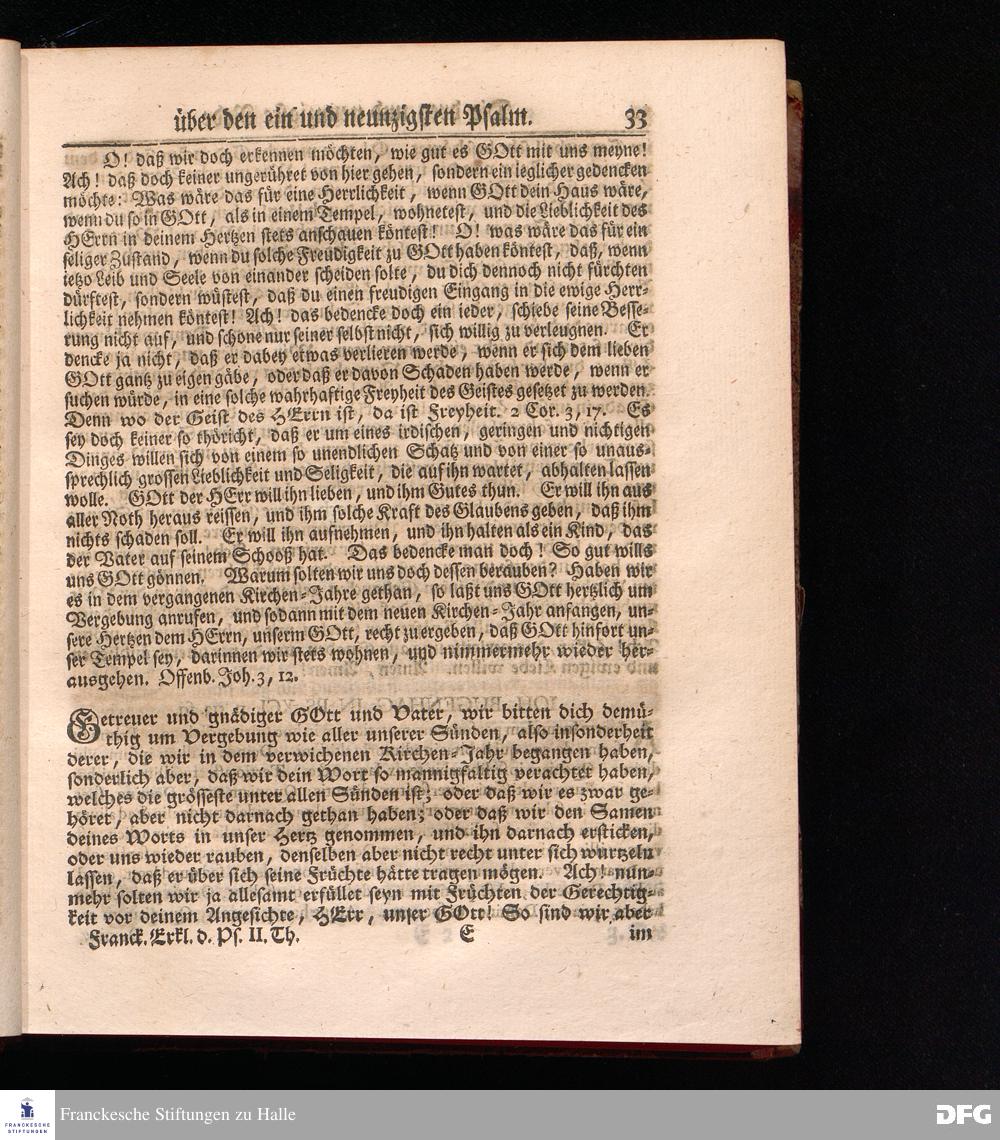 über den ein und neunzigsten Psalm. 33
O! daß wir doch erkennen möchten, wie gut es GOtt mit uns meyne!
Ach! daß doch keiner ungerühret von hier gehen, sondern ein ieglicher gedencken
möchte: Was wäre das für eine Herrlichkeit, wenn GOtt dein Haus wäre,
wenn du so in GOtt, als in einem Tempel, wohnetest, und die Lieblichkeit des
HErrn in deinem Hertzen stets anschauen köntest! O! was wäre das für ein
seliger Zustand, wenn du solche Freudigkeit zu GOtt haben köntest, daß, wenn
ietzo Leib und Seele von einander scheiden solte, du dich dennoch nicht fürchten
dürftest, sondern wüstest, daß du einen freudigen Eingang in die ewige Herr-
lichkeit nehmen köntest! Ach! das bedencke doch ein ieder, schiebe seine Besse-
rung nicht auf, und schone nur seiner selbst nicht, sich willig zu verleugnen. Er
dencke ja nicht, daß er dabey etwas verlieren werde, wenn er sich dem lieben
GOtt gantz zu eigen gäbe, oder daß er davon Schaden haben werde, wenn er
suchen würde, in eine solche wahrhaftige Freyheit des Geistes gesetzet zu werden.
Denn wo der Geist des HErrn ist, da ist Freyheit. 2 Cor. 3, 17. Es
sey doch keiner so thöricht, daß er um eines irdischen, geringen und nichtigen
Dinges willen sich von einem so unendlichen Schatz und von einer so unaus-
sprechlich grossen Lieblichkeit und Seligkeit, die auf ihn wartet, abhalten lassen
wolle. GOtt der HErr will ihn lieben, und ihm Gutes thun. Er will ihn aus
aller Noth heraus reissen, und ihm solche Kraft des Glaubens geben, daß ihm
nichts schaden soll. Er will ihn aufnehmen, und ihn halten als ein Kind, das
der Vater auf seinem Schooß hat. Das bedencke man doch! So gut wills
uns GOtt gönnen. Warum solten wir uns doch dessen berauben? Haben wir
es in dem vergangenen Kirchen-Jahre gethan, so laßt uns GOtt hertzlich um
Vergebung anrufen, und sodann mit dem neuen Kirchen-Jahr anfangen, un-
sere Hertzen dem HErrn, unserm GOtt, recht zu ergeben, daß GOtt hinfort un-
ser Tempel sey, darinnen wir stets wohnen, und nimmermehr wieder her-
ausgehen. Offenb. Joh. 3, 12.
Getreuer und gnädiger GOtt und Vater, wir bitten dich demü-
thig um Vergebung wie aller unserer Sünden, also insonderheit
derer, die wir in dem verwichenen Kirchen-Jahr begangen haben,
sonderlich aber, daß wir dein Wort so mannigfaltig verachtet haben,
welches die grösseste unter allen Sünden ist; oder daß wir es zwar ge-
höret, aber nicht darnach gethan haben; oder daß wir den Samen
deines Worts in unser Hertz genommen, und ihn darnach ersticken,
oder uns wieder rauben, denselben aber nicht recht unter sich wurtzeln
lassen, daß er über sich seine Früchte hätte tragen mögen. Ach! nun-
mehr solten wir ja allesamt erfüllet seyn mit Früchten der Gerechtig-
keit vor deinem Angesichte, HErr, unser GOtt! So sind wir aber
Franck. Erkl. d. Ps. II. Th. E im
FRANCKESCHE
STIFTUNGEN
Franckesche Stiftungen zu Halle
DFG